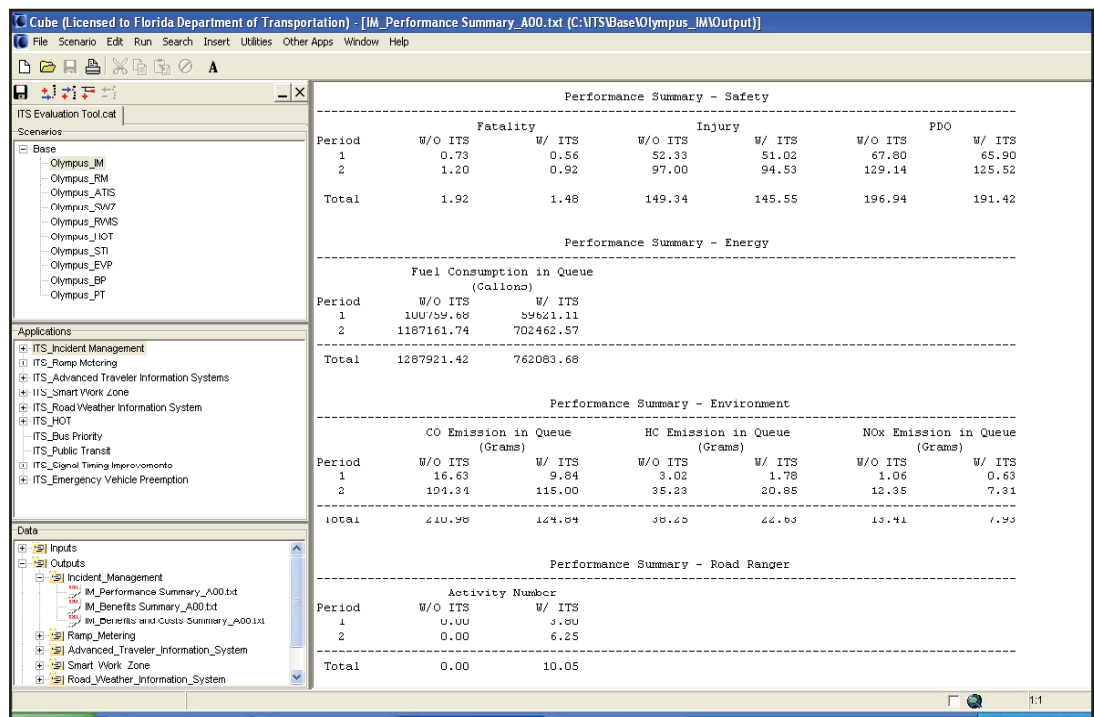 Cube (Licensed to Florida Department of Transportation) - [IM_Performance Summary_A00.txt (C:\ITS\Base\Olympus_IM\Output)]
File Scenario Edit Run Search Insert Utilities Other Apps Window Help
A
ITS Evaluation Tool.cat
Scenarios
Base
Olympus_IM
Olympus_RM
Olympus_ATIS
Olympus_SWZ
Olympus_RWIS
Olympus_HOT
Olympus_STI
Olympus_EVP
Olympus_BP
Olympus_PT
Applications
ITS_Incident Management
ITS_Ramp Metering
ITS_Advanced Traveler Information Systems
ITS_Smart Work Zone
ITS_Road Weather Information System
ITS_HOT
ITS_Bus Priority
ITS_Public Transit
ITS_Signal Timing Improvements
ITS_Emergency Vehicle Preemption
Data
Inputs
Outputs
Incident_Management
IM_Performance Summary_A00.txt
IM_Benefits Summary_A00.txt
IM_Benefits and Costs Summary_A00.txt
Ramp_Metering
Advanced_Traveler_Information_System
Smart Work Zone
Road_Weather_Information_System
Performance Summary - Safety
Fatality Injury PDO
Period W/O ITS W/ ITS W/O ITS W/ ITS W/O ITS W/ ITS
1 0.73 0.56 52.33 51.02 67.80 65.90
2 1.20 0.92 97.00 94.53 129.14 125.52
Total 1.92 1.48 149.34 145.55 196.94 191.42
Performance Summary - Energy
Fuel Consumption in Queue
(Gallons)
Period W/O ITS W/ ITS
1 100759.68 59621.11
2 1187161.74 702462.57
Total 1287921.42 762083.68
Performance Summary - Environment
CO Emission in Queue HC Emission in Queue NOx Emission in Queue
(Grams) (Grams) (Grams)
Period W/O ITS W/ ITS W/O ITS W/ ITS W/O ITS W/ ITS
1 16.63 9.84 3.02 1.78 1.06 0.63
2 194.34 115.00 35.23 20.85 12.35 7.31
Total 210.98 124.84 38.25 22.63 13.41 7.93
Performance Summary - Road Ranger
Activity Number
Period W/O ITS W/ ITS
1 0.00 3.80
2 0.00 6.25
Total 0.00 10.05
1:1